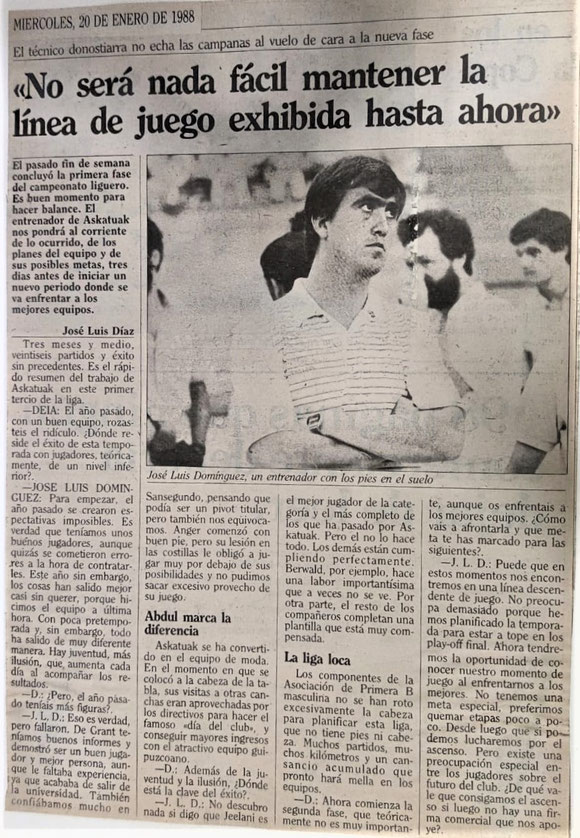 MIERCOLES, 20 DE ENERO DE 1988
El técnico donostiarra no echa las campanas al vuelo de cara a la nueva fase
«No será nada fácil mantener la
línea de juego exhibida hasta ahora»
El pasado fin de semana
concluyó la primera fase
del campeonato liguero.
Es buen momento para
hacer balance. El
entrenador de Askatuak
nos pondrá al corriente
de lo ocurrido, de los
planes del equipo y de
sus posibles metas, tres
días antes de iniciar un
nuevo periodo donde se
va enfrentar a los
mejores equipos.
José Luis Díaz
Tres meses y medio,
veintiseis partidos y éxito
sin precedentes. Es el rápi-
do resumen del trabajo de
Askatuak en este primer
tercio de la liga.
—DEIA: El año pasado,
con un buen equipo, rozas-
teis el ridículo. ¿Dónde re-
side el éxito de esta tempo-
rada con jugadores, teórica-
mente, de un nivel infe-
rior?.
—JOSE LUIS DOMIN-
GUEZ: Para empezar, el
año pasado se crearon ex-
pectativas imposibles. Es
verdad que teníamos unos
buenos jugadores, aunque
quizás se cometieron erro-
res a la hora de contratar-
les. Este año sin embargo,
las cosas han salido mejor
casi sin querer, porque hi-
cimos el equipo a última
hora. Con poca pretempo-
rada y, sin embargo, todo
ha salido de muy diferente
manera. Hay juventud, más
ilusión, que, aumenta cada
día al acompañar los re-
sultados.
—D.: ¿Pero, el año pasa-
do teníais más figuras?.
—J. L. D.: Eso es verdad,
pero fallaron. De Grant te-
níamos buenos informes y
demostró ser un buen juga-
dor y mejor persona, aun-
que le faltaba experiencia,
ya que acababa de salir de
la universidad. También
confiábamos mucho en
José Luis Domínguez, un entrenador con los pies en el suelo
Sansegundo, pensando que
podía ser un pivot titular,
pero también nos equivoca-
mos. Anger comenzó con
buen pie, pero su lesión en
las costillas le obligó a ju-
gar muy por debajo de sus
posibilidades y no pudimos
sacar excesivo provecho de
su juego.
Abdul marca la
diferencia
Askatuak se ha converti-
do en el equipo de moda.
En el momento en que se
colocó a la cabeza de la ta-
bla, sus visitas a otras can-
chas eran aprovechadas por
los directivos para hacer el
famoso «día del club», y
conseguir mayores ingresos
con el atractivo equipo gui-
puzcoano.
—D.: Además de la ju-
ventud y la ilusión, ¿Dónde
está la clave del éxito?.
—J. L. D.: No descubro
nada si digo que Jeelani es
el mejor jugador de la cate-
goría y el más completo de
los que ha pasado por As-
katuak. Pero el no lo hace
todo. Los demás están cum-
pliendo perfectamente.
Berwald, por ejemplo, hace
una labor importantísima
que a veces no se ve. Por
otra parte, el resto de los
compañeros completan una
plantilla que está muy com-
pensada.
La liga loca
Los componentes de la
Asociación de Primera B
masculina no se han roto
excesivamente la cabeza
para planificar esta liga,
que no tiene pies ni cabe-
za. Muchos partidos, mu-
chos kilómetros y un can-
sancio acumulado que
pronto hará mella en los
equipos.
—D.: Ahora comienza la
segunda fase, que teórica-
mente no es muy importan-
te, aunque os enfrentais a
los mejores equipos. ¿Cómo
vais a afrontarla y que me-
ta te has marcado para las
siguientes?.
—J. L. D.: Puede que en
estos momentos nos encon-
tremos en una línea descen-
dente de juego. No preocu-
pa demasiado porque he-
mos planificado la tempora-
da para estar a tope en los
play-off final. Ahora tendre-
mos la oportunidad de co-
nocer nuestro momento de
juego al enfrentarnos a los
mejores. No tenemos una
meta especial, preferimos
quemar etapas poco a po-
co. Desde luego que si po-
demos lucharemos por el
ascenso. Pero existe una
preocupación especial en-
tre los jugadores sobre el
futuro del club. ¿De qué va-
le que consigamos el ascen-
so si luego no hay una fir-
ma comercial que nos apo-
ye?.